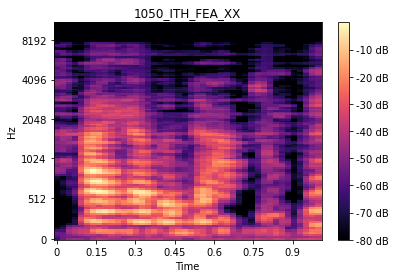 1050_ITH_FEA_XX
8192
4096
2048
1024
512
0
Hz
0 0.15 0.3 0.45 0.6 0.75 0.9
Time
-10 dB
-20 dB
-30 dB
-40 dB
-50 dB
-60 dB
-70 dB
-80 dB